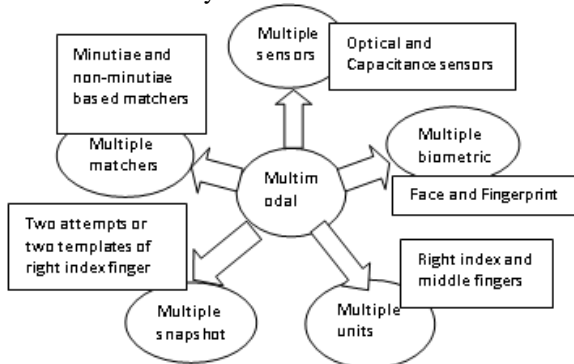 Multiple
sensors
Optical and
Capacitance sensors
Minutiae and
non-minutiae
based matchers
Multiple
matchers
Multiple
biometric
Face and Fingerprint
Multim
odal
Two attempts or
two templates of
right index finger
Multiple
snapshot
Right index and
middle fingers
Multiple
units